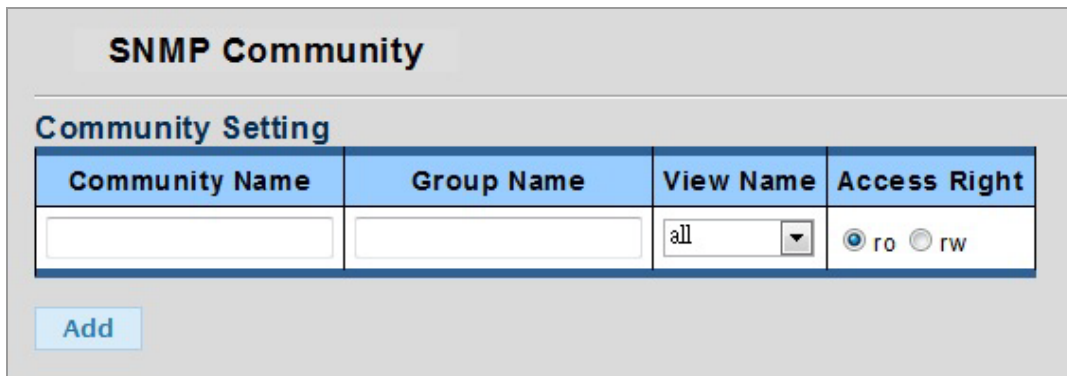 SNMP Community
Community Setting
Community Name Group Name View Name Access Right
all ro rw
Add